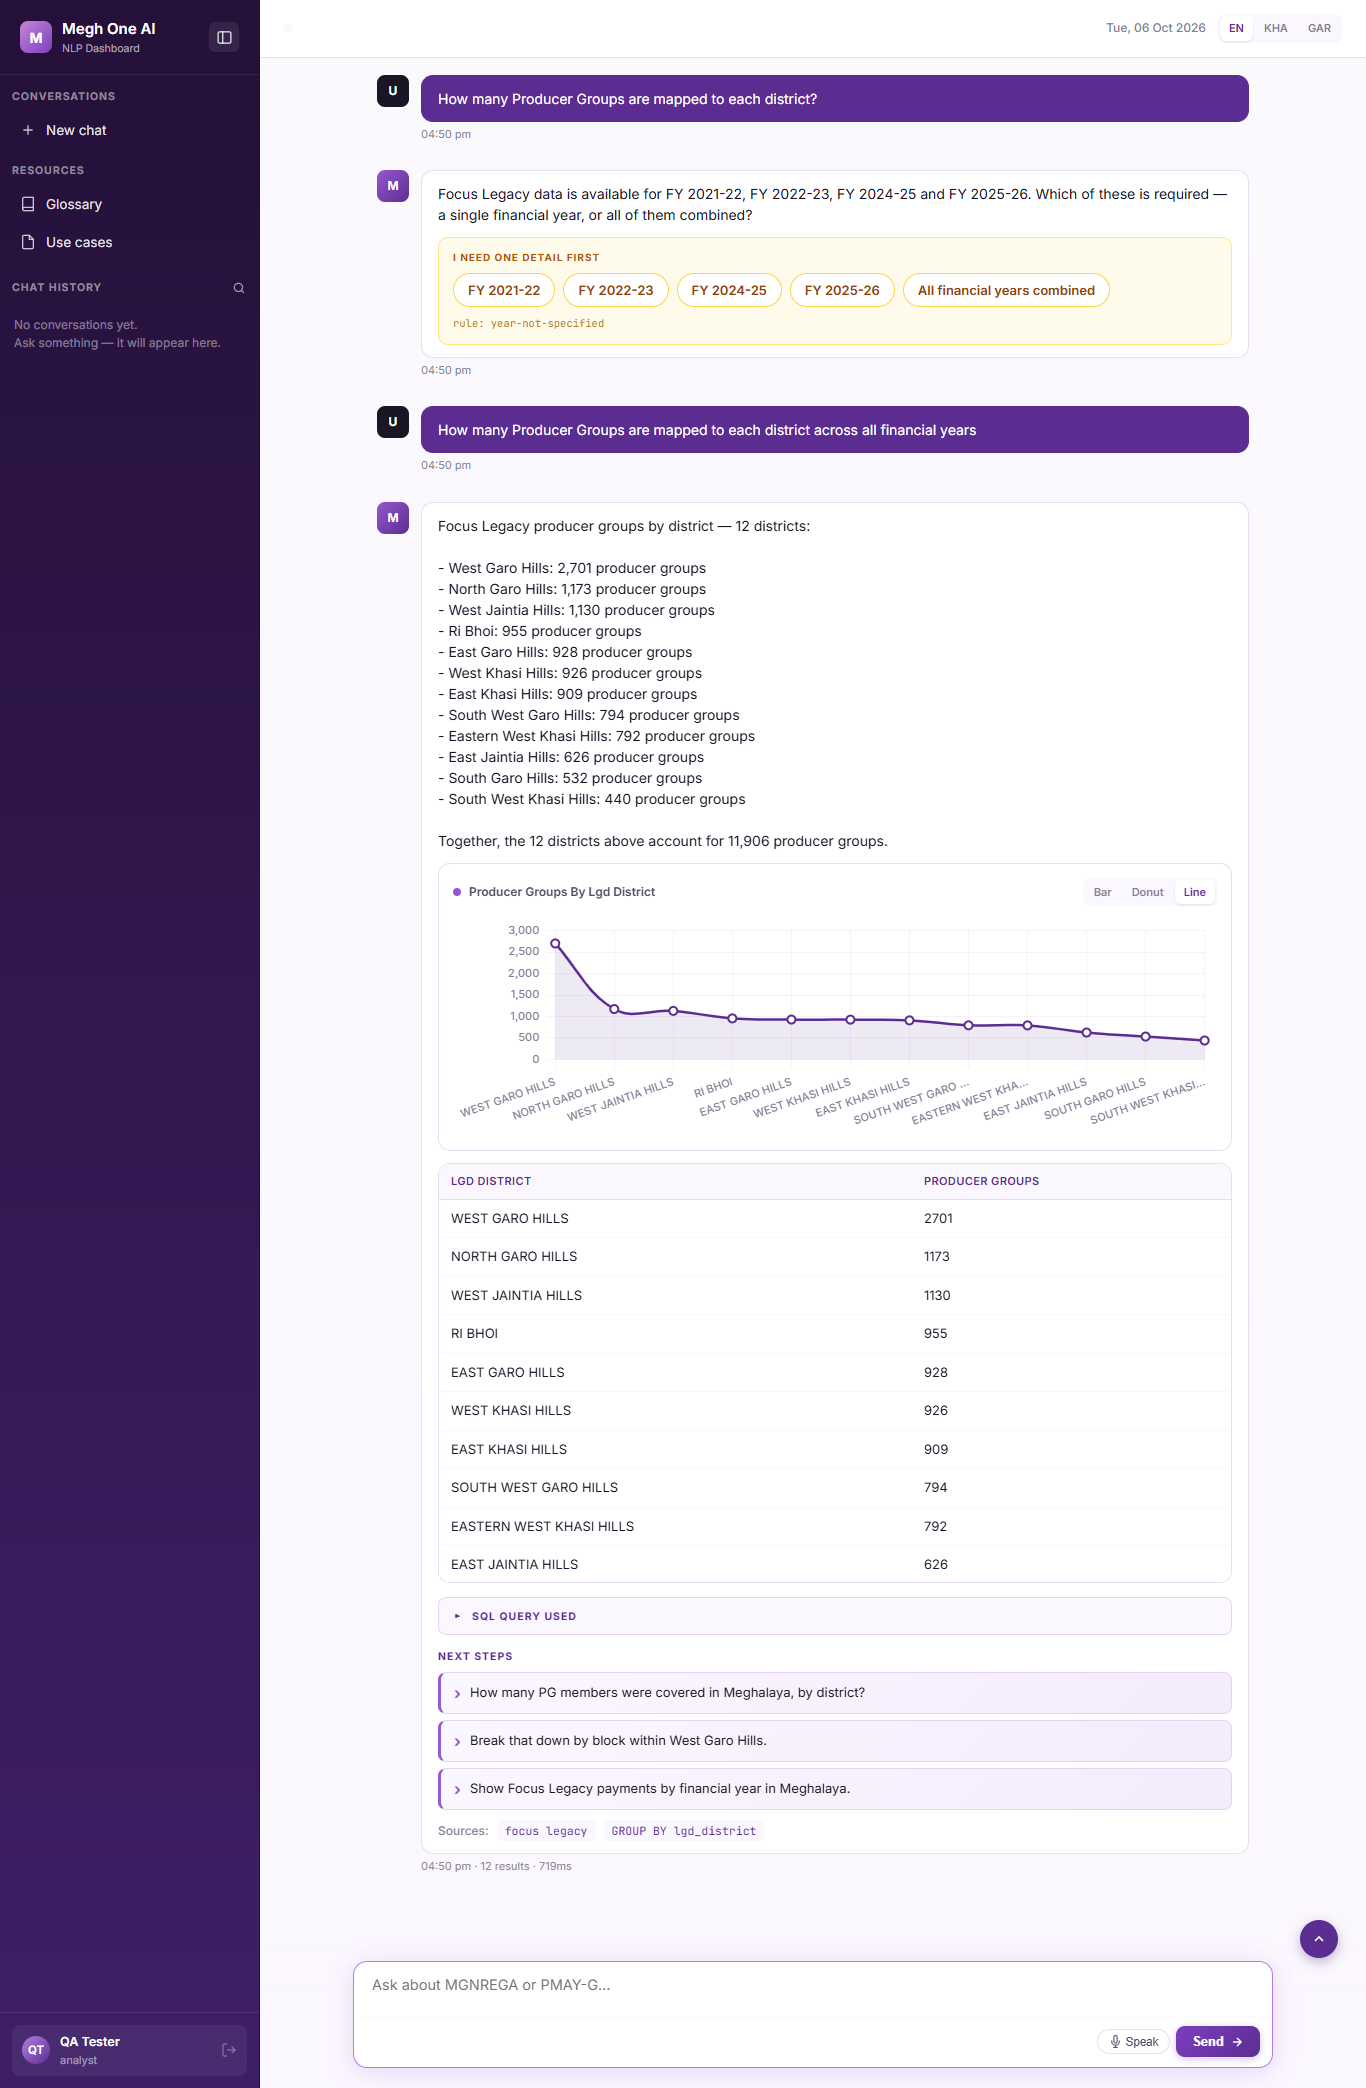 M
Megh One AI
NLP Dashboard
CONVERSATIONS
+ New chat
RESOURCES
Glossary
Use cases
CHAT HISTORY
No conversations yet.
Ask something — it will appear here.
QT
QA Tester
analyst
Tue, 06 Oct 2026
EN KHA GAR
U
How many Producer Groups are mapped to each district?
04:50 pm
M
Focus Legacy data is available for FY 2021-22, FY 2022-23, FY 2024-25 and FY 2025-26. Which of these is required —
a single financial year, or all of them combined?
I NEED ONE DETAIL FIRST
FY 2021-22 FY 2022-23 FY 2024-25 FY 2025-26 All financial years combined
rule: year-not-specified
04:50 pm
U
How many Producer Groups are mapped to each district across all financial years
04:50 pm
M
Focus Legacy producer groups by district — 12 districts:
- West Garo Hills: 2,701 producer groups
- North Garo Hills: 1,173 producer groups
- West Jaintia Hills: 1,130 producer groups
- Ri Bhoi: 955 producer groups
- East Garo Hills: 928 producer groups
- West Khasi Hills: 926 producer groups
- East Khasi Hills: 909 producer groups
- South West Garo Hills: 794 producer groups
- Eastern West Khasi Hills: 792 producer groups
- East Jaintia Hills: 626 producer groups
- South Garo Hills: 532 producer groups
- South West Khasi Hills: 440 producer groups
Together, the 12 districts above account for 11,906 producer groups.
Producer Groups By Lgd District
Bar Donut Line
3,000
2,500
2,000
1,500
1,000
500
0
WEST GARO HILLS
NORTH GARO HILLS
WEST JAINTIA HILLS
RI BHOI
EAST GARO HILLS
WEST KHASI HILLS
EAST KHASI HILLS
SOUTH WEST GARO ...
EASTERN WEST KHA...
EAST JAINTIA HILLS
SOUTH GARO HILLS
SOUTH WEST KHASI...
LGD DISTRICT PRODUCER GROUPS
WEST GARO HILLS 2701
NORTH GARO HILLS 1173
WEST JAINTIA HILLS 1130
RI BHOI 955
EAST GARO HILLS 928
WEST KHASI HILLS 926
EAST KHASI HILLS 909
SOUTH WEST GARO HILLS 794
EASTERN WEST KHASI HILLS 792
EAST JAINTIA HILLS 626
SQL QUERY USED
NEXT STEPS
How many PG members were covered in Meghalaya, by district?
Break that down by block within West Garo Hills.
Show Focus Legacy payments by financial year in Meghalaya.
Sources: focus legacy GROUP BY lgd_district
04:50 pm · 12 results · 719ms
Ask about MGNREGA or PMAY-G...
Speak
Send →